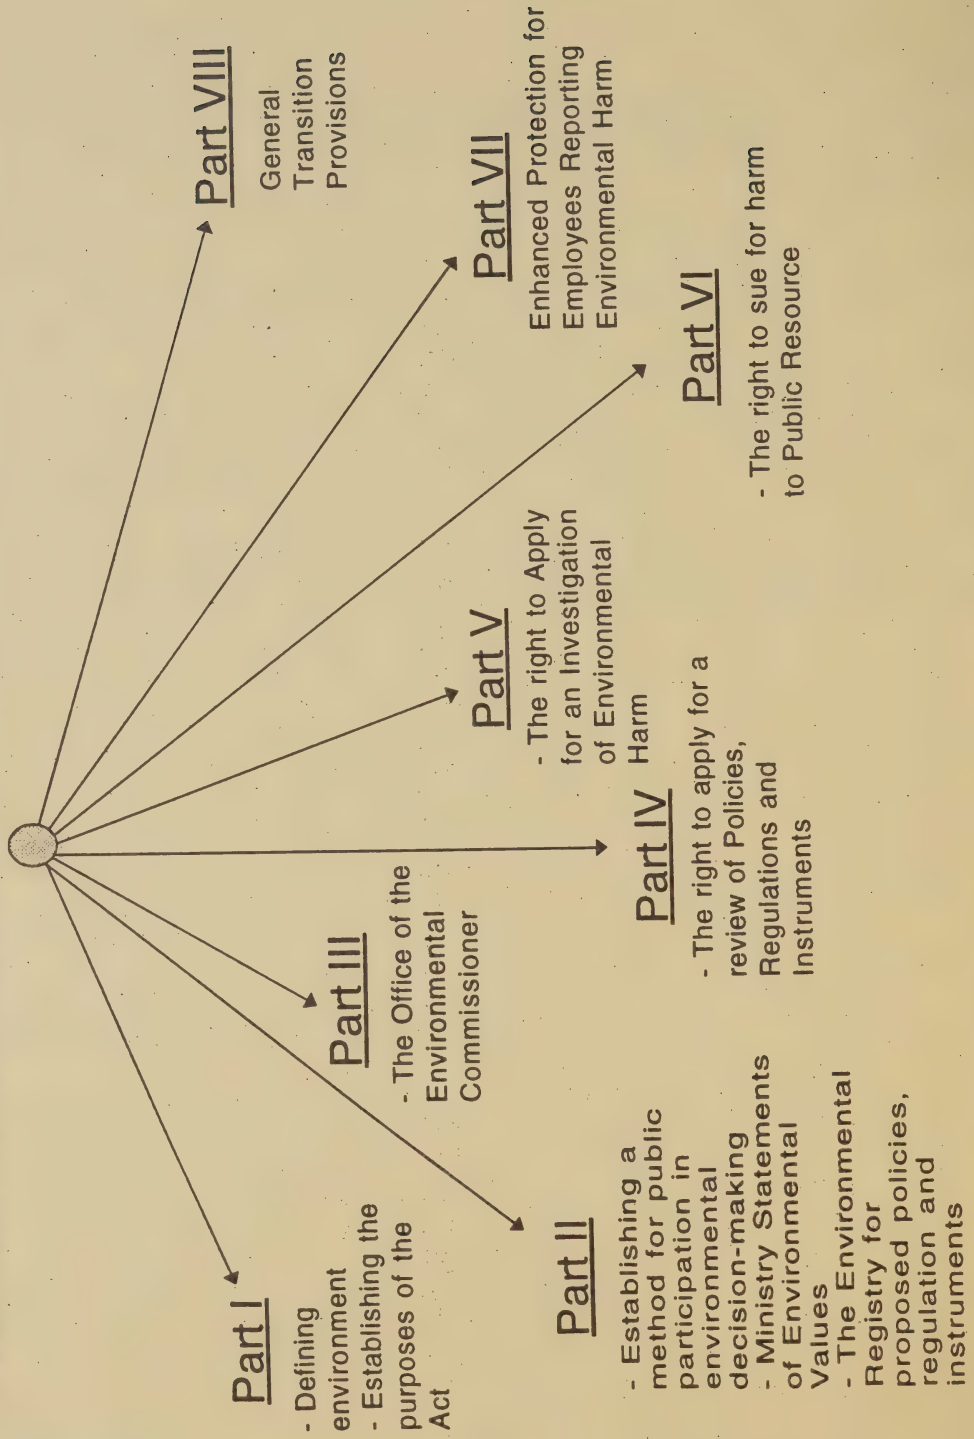 Part I
- Defining
environment
- Establishing the
purposes of the
Act
Part II
- Establishing a
method for public
participation in
environmental
decision-making
- Ministry Statements
of Environmental
Values
- The Environmental
Registry for
proposed policies,
regulation and
instruments
Part III
- The Office of the
Environmental
Commissioner
Part IV
- The right to apply for a
review of Policies,
Regulations and
Instruments
Part V
- The right to Apply
for an Investigation
of Environmental
Harm
Part VI
- The right to sue for harm
to Public Resource
Part VII
Enhanced Protection for
Employees Reporting
Environmental Harm
Part VIII
General
Transition
Provisions